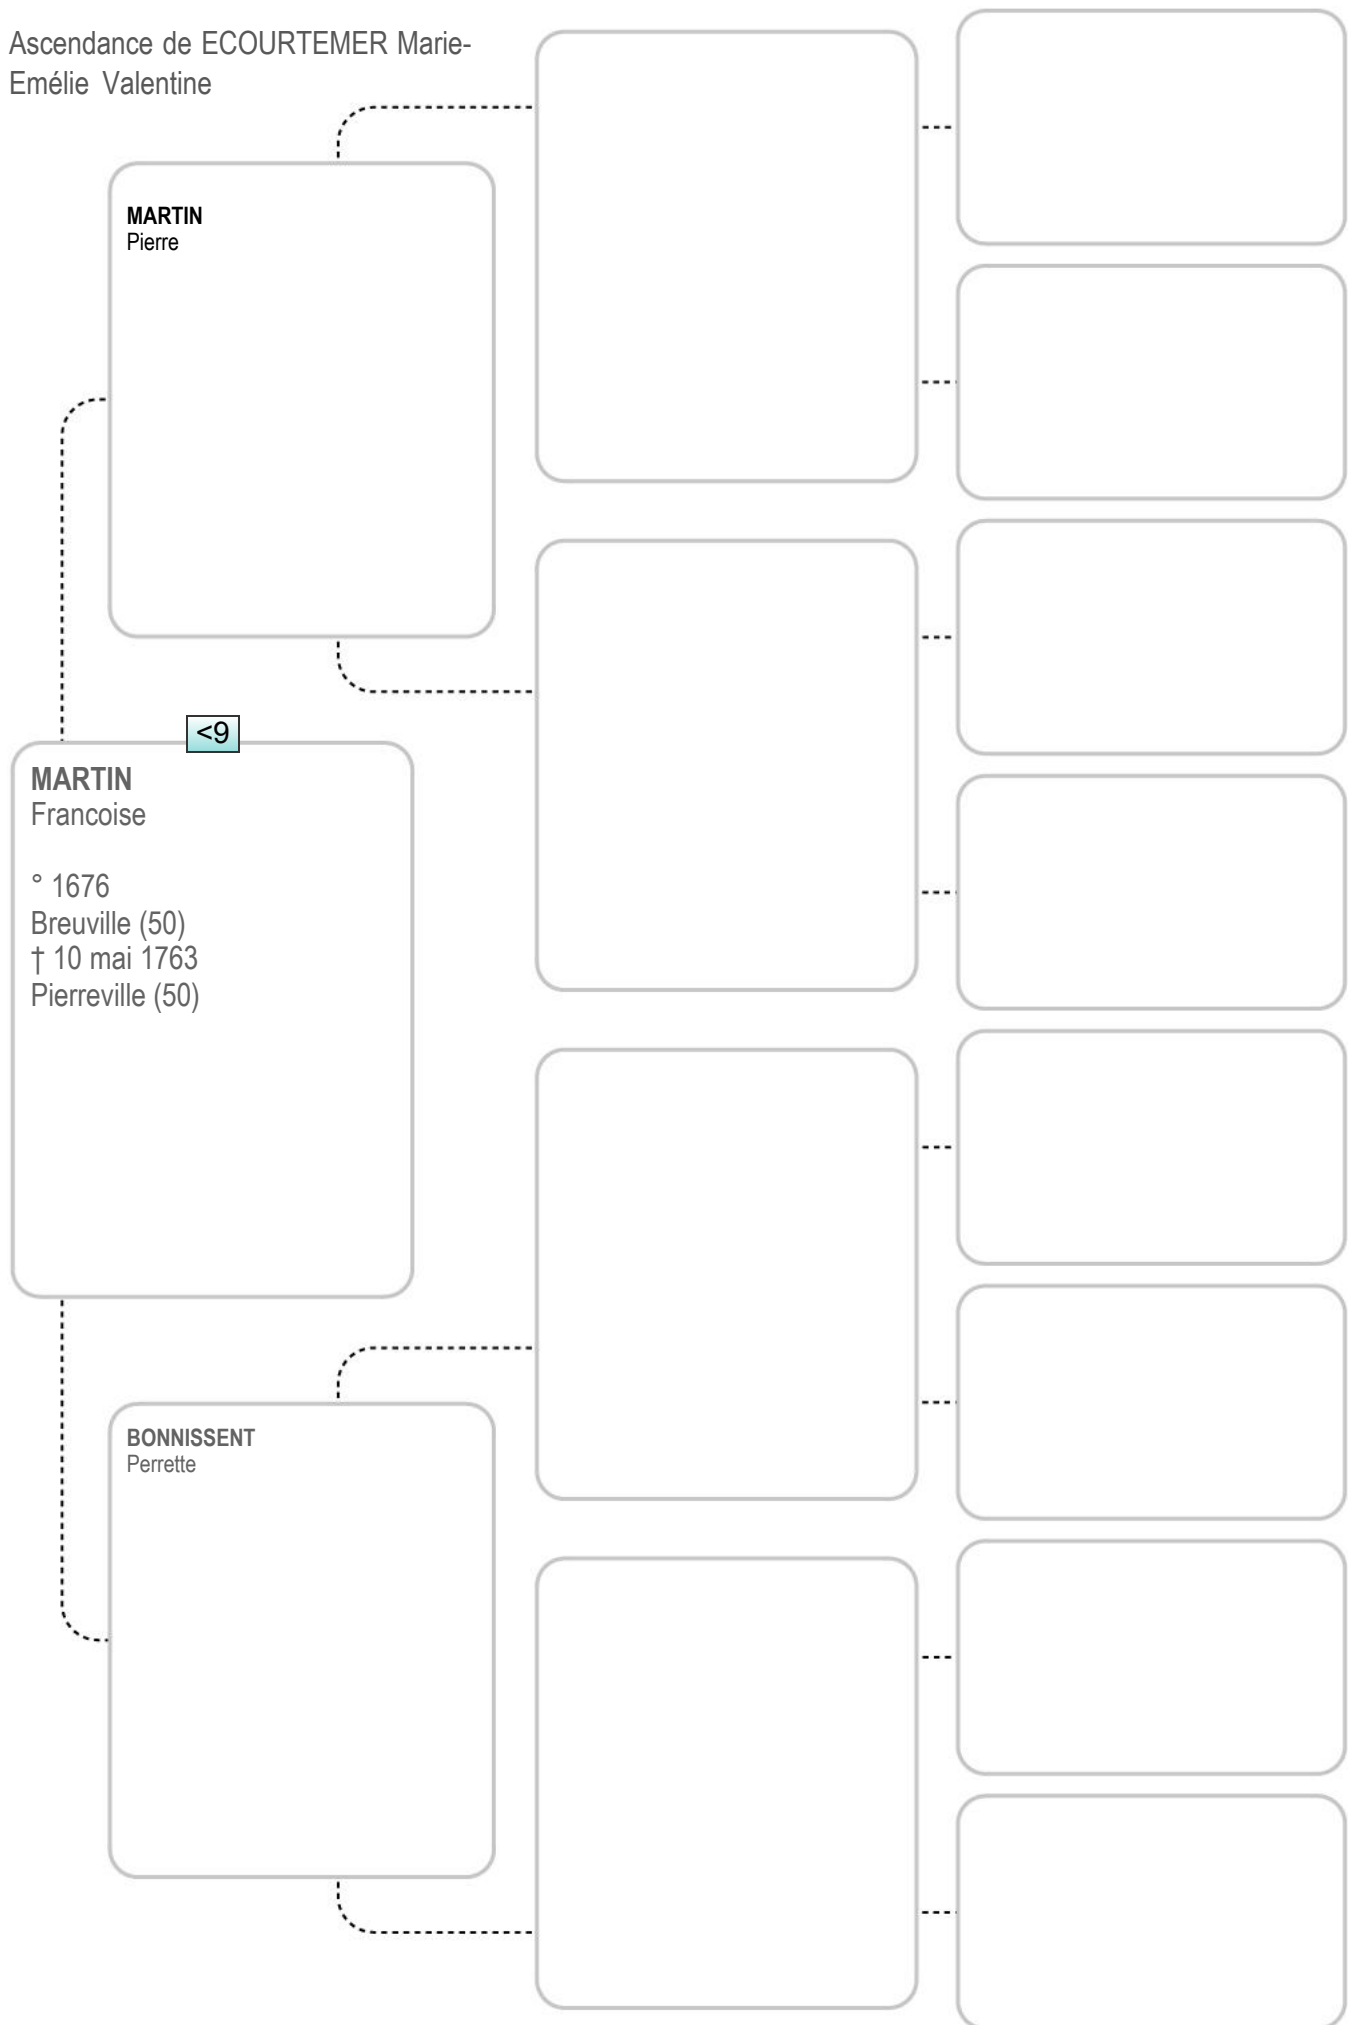 Ascendance de ECOURTEMER Marie-
Emélie Valentine
MARTIN
Pierre
<9
MARTIN
Francoise
° 1676
Breuville (50)
† 10 mai 1763
Pierreville (50)
BONNISSENT
Perrette